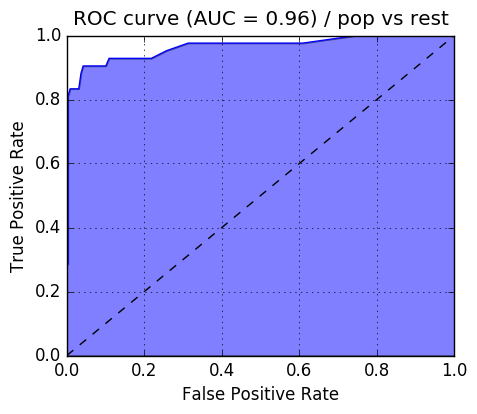 ROC curve (AUC = 0.96) / pop vs rest
1.0
0.8
0.6
0.4
0.2
0.0
True Positive Rate
0.0 0.2 0.4 0.6 0.8 1.0
False Positive Rate